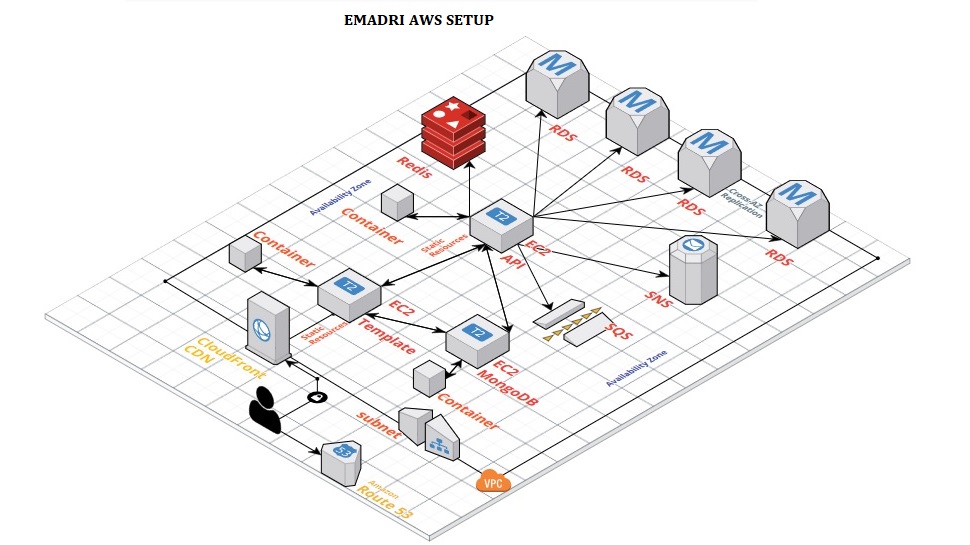 EMADRI AWS SETUP
M
RDS
M
RDS
M
RDS
Cross-AZ
Replication
M
RDS
Redis
Availability Zone
Container
T2
EC2
API
Static
Resources
Container
T2
EC2
Template
Static
Resources
SNS
SQS
Availability Zone
CloudFront
CDN
T2
EC2
MongoDB
Container
subnet
53
Amazon
Route 53
VPC